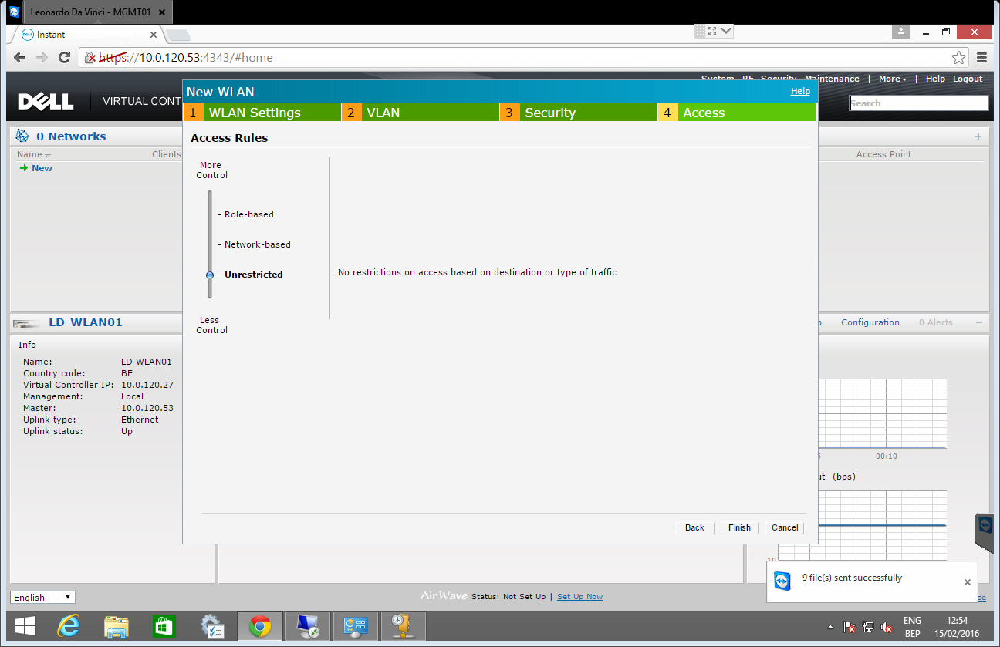 Leonardo Da Vinci - MGMT01
Instant
https://10.0.120.53:4343/#home
System RF Security Maintenance | More | Help Logout
DELL VIRTUAL CONT
Search
New WLAN Help
1 WLAN Settings 2 VLAN 3 Security 4 Access
0 Networks
Name Clients
New
Access Point
Access Rules
More
Control
- Role-based
- Network-based
- Unrestricted
No restrictions on access based on destination or type of traffic
Less
Control
LD-WLAN01
Configuration 0 Alerts
Info
Name: LD-WLAN01
Country code: BE
Virtual Controller IP: 10.0.120.27
Management: Local
Master: 10.0.120.53
Uplink type: Ethernet
Uplink status: Up
00:10
ut (bps)
10
Back Finish Cancel
9 file(s) sent successfully
English
AirWave Status: Not Set Up | Set Up Now
se
ENG 12:54
BEP 15/02/2016